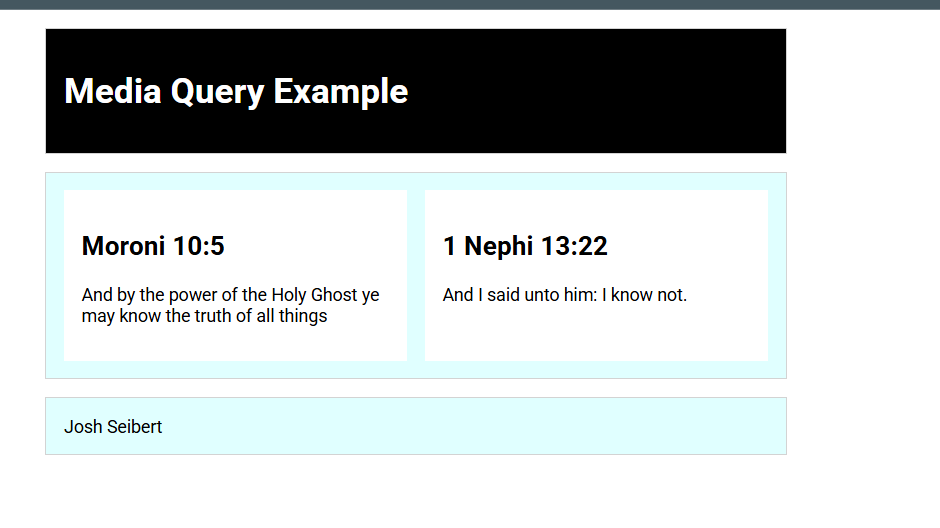 Media Query Example
Moroni 10:5
And by the power of the Holy Ghost ye
may know the truth of all things
1 Nephi 13:22
And I said unto him: I know not.
Josh Seibert